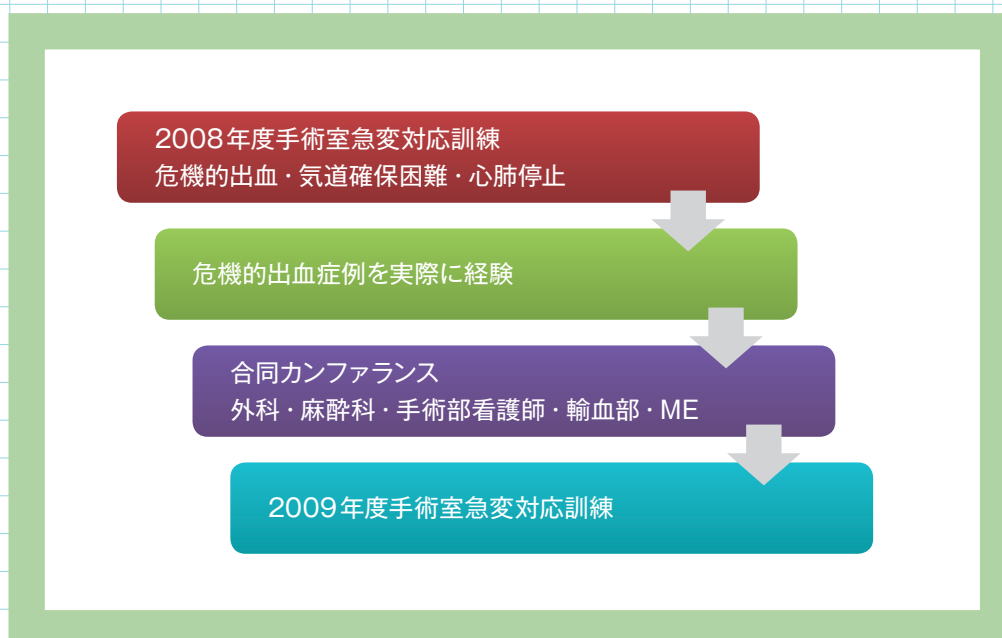 2008年度手術室急変対応訓練
危機的出血・気道確保困難・心肺停止
危機的出血症例を実際に経験
合同カンファランス
外科・麻酔科・手術部看護師・輸血部・ME
2009年度手術室急変対応訓練